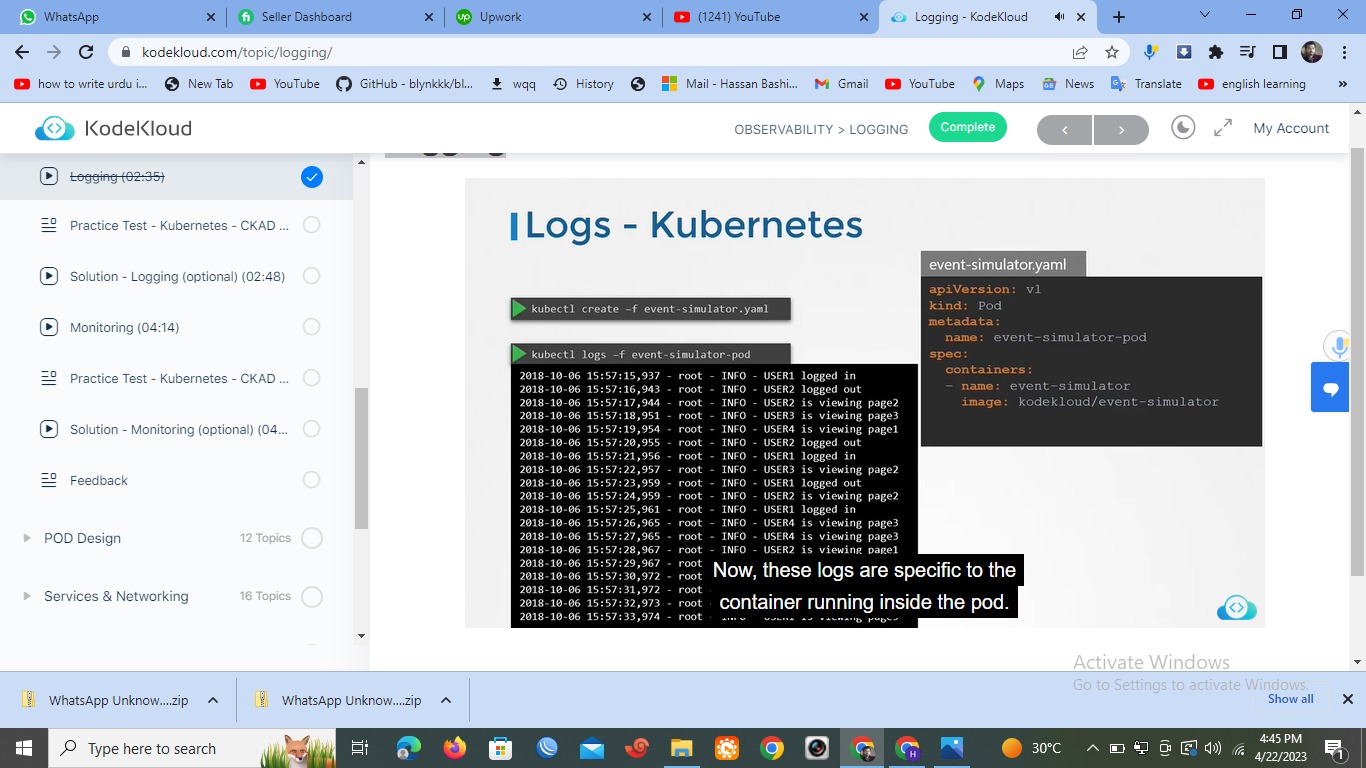 WhatsApp
Seller Dashboard
Upwork
(1241) YouTube
Logging - KodeKloud
kodekloud.com/topic/logging/
how to write urdu i...
New Tab
YouTube
GitHub - blynkkk/bl...
wqq
History
Mail - Hassan Bashi...
Gmail
YouTube
Maps
News
Translate
english learning
KodeKloud
OBSERVABILITY > LOGGING
Complete
My Account
Logging (02:35)
Practice Test - Kubernetes - CKAD ...
Solution - Logging (optional) (02:48)
Monitoring (04:14)
Practice Test - Kubernetes - CKAD ...
Solution - Monitoring (optional) (04...
Feedback
POD Design
12 Topics
Services & Networking
16 Topics
Logs - Kubernetes
kubectl create –f event-simulator.yaml
kubectl logs –f event-simulator-pod
2018-10-06 15:57:15,937 - root - INFO - USER1 logged in
2018-10-06 15:57:16,943 - root - INFO - USER2 logged out
2018-10-06 15:57:17,944 - root - INFO - USER2 is viewing page2
2018-10-06 15:57:18,951 - root - INFO - USER3 is viewing page3
2018-10-06 15:57:19,954 - root - INFO - USER4 is viewing page1
2018-10-06 15:57:20,955 - root - INFO - USER2 logged out
2018-10-06 15:57:21,956 - root - INFO - USER1 logged in
2018-10-06 15:57:22,957 - root - INFO - USER3 is viewing page2
2018-10-06 15:57:23,959 - root - INFO - USER1 logged out
2018-10-06 15:57:24,959 - root - INFO - USER2 is viewing page2
2018-10-06 15:57:25,961 - root - INFO - USER1 logged in
2018-10-06 15:57:26,965 - root - INFO - USER4 is viewing page3
2018-10-06 15:57:27,965 - root - INFO - USER4 is viewing page3
2018-10-06 15:57:28,967 - root - INFO - USER2 is viewing page1
2018-10-06 15:57:29,967 - root
2018-10-06 15:57:30,972 - root
2018-10-06 15:57:31,972 - root
2018-10-06 15:57:32,973 - root
2018-10-06 15:57:33,974 - root
Now, these logs are specific to the
container running inside the pod.
event-simulator.yaml
apiVersion: v1
kind: Pod
metadata:
name: event-simulator-pod
spec:
containers:
- name: event-simulator
image: kodekloud/event-simulator
Activate Windows
Go to Settings to activate Windows.
WhatsApp Unknow....zip
WhatsApp Unknow....zip
Show all
Type here to search
30°C
4:45 PM
4/22/2023
1